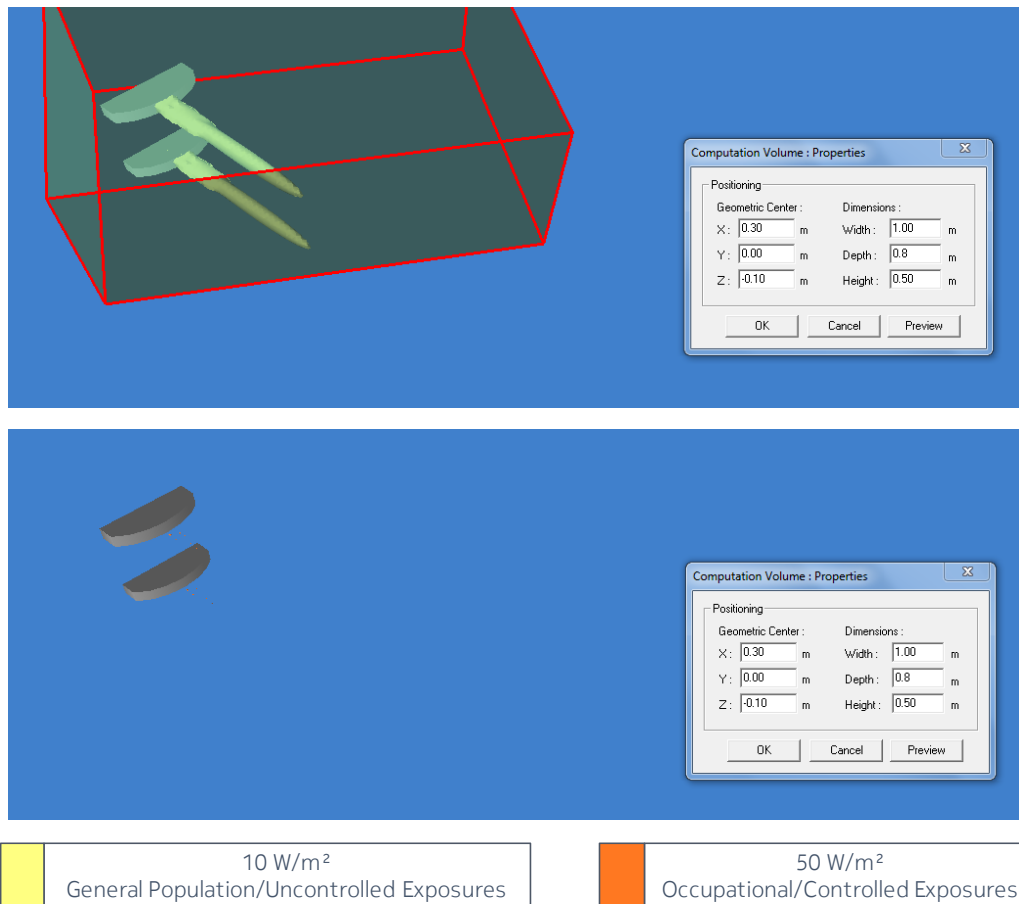 Computation Volume : Properties
Positioning
Geometric Center : Dimensions :
X : 0.30 m Width : 1.00 m
Y : 0.00 m Depth : 0.8 m
Z : -0.10 m Height : 0.50 m
OK Cancel Preview
Computation Volume : Properties
Positioning
Geometric Center : Dimensions :
X : 0.30 m Width : 1.00 m
Y : 0.00 m Depth : 0.8 m
Z : -0.10 m Height : 0.50 m
OK Cancel Preview
10 W/m²
General Population/Uncontrolled Exposures
50 W/m²
Occupational/Controlled Exposures